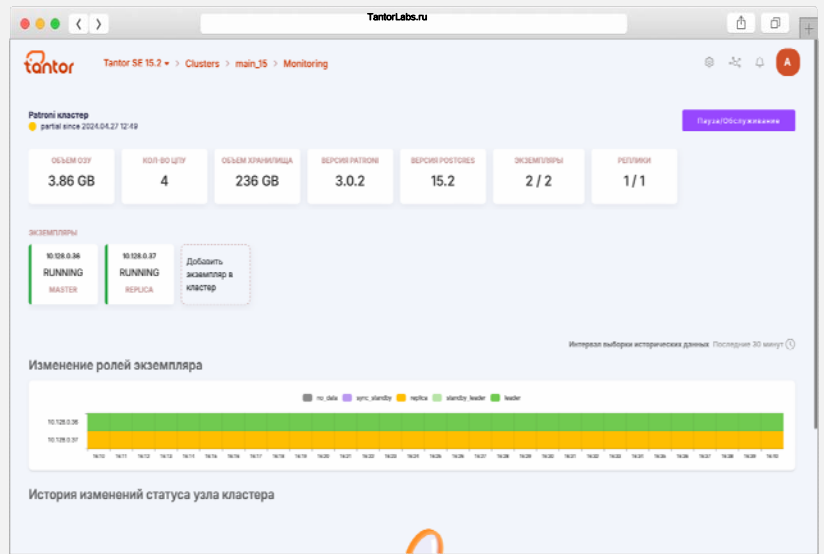 TantorLabs.ru
tantor
Tantor SE 15.2 > Clusters > main_15 > Monitoring
A
Patroni кластер
partial since 2024.04.27 12:49
Пауза/Обслуживание
ОБЪЕМ ОЗУ
3.86 GB
КОЛ-ВО ЦПУ
4
ОБЪЕМ ХРАНИЛИЩА
236 GB
ВЕРСИЯ PATRONI
3.0.2
ВЕРСИЯ POSTGRES
15.2
ЭКЗЕМПЛЯРЫ
2 / 2
РЕПЛИКИ
1 / 1
ЭКЗЕМПЛЯРЫ
10.128.0.36
RUNNING
MASTER
10.128.0.37
RUNNING
REPLICA
Добавить
экземпляр в
кластер
Интервал выборки исторических данных Последние 30 минут
Изменение ролей экземпляра
no_data sync_standby replica standby_leader leader
10.128.0.36
10.128.0.37
История изменений статуса узла кластера